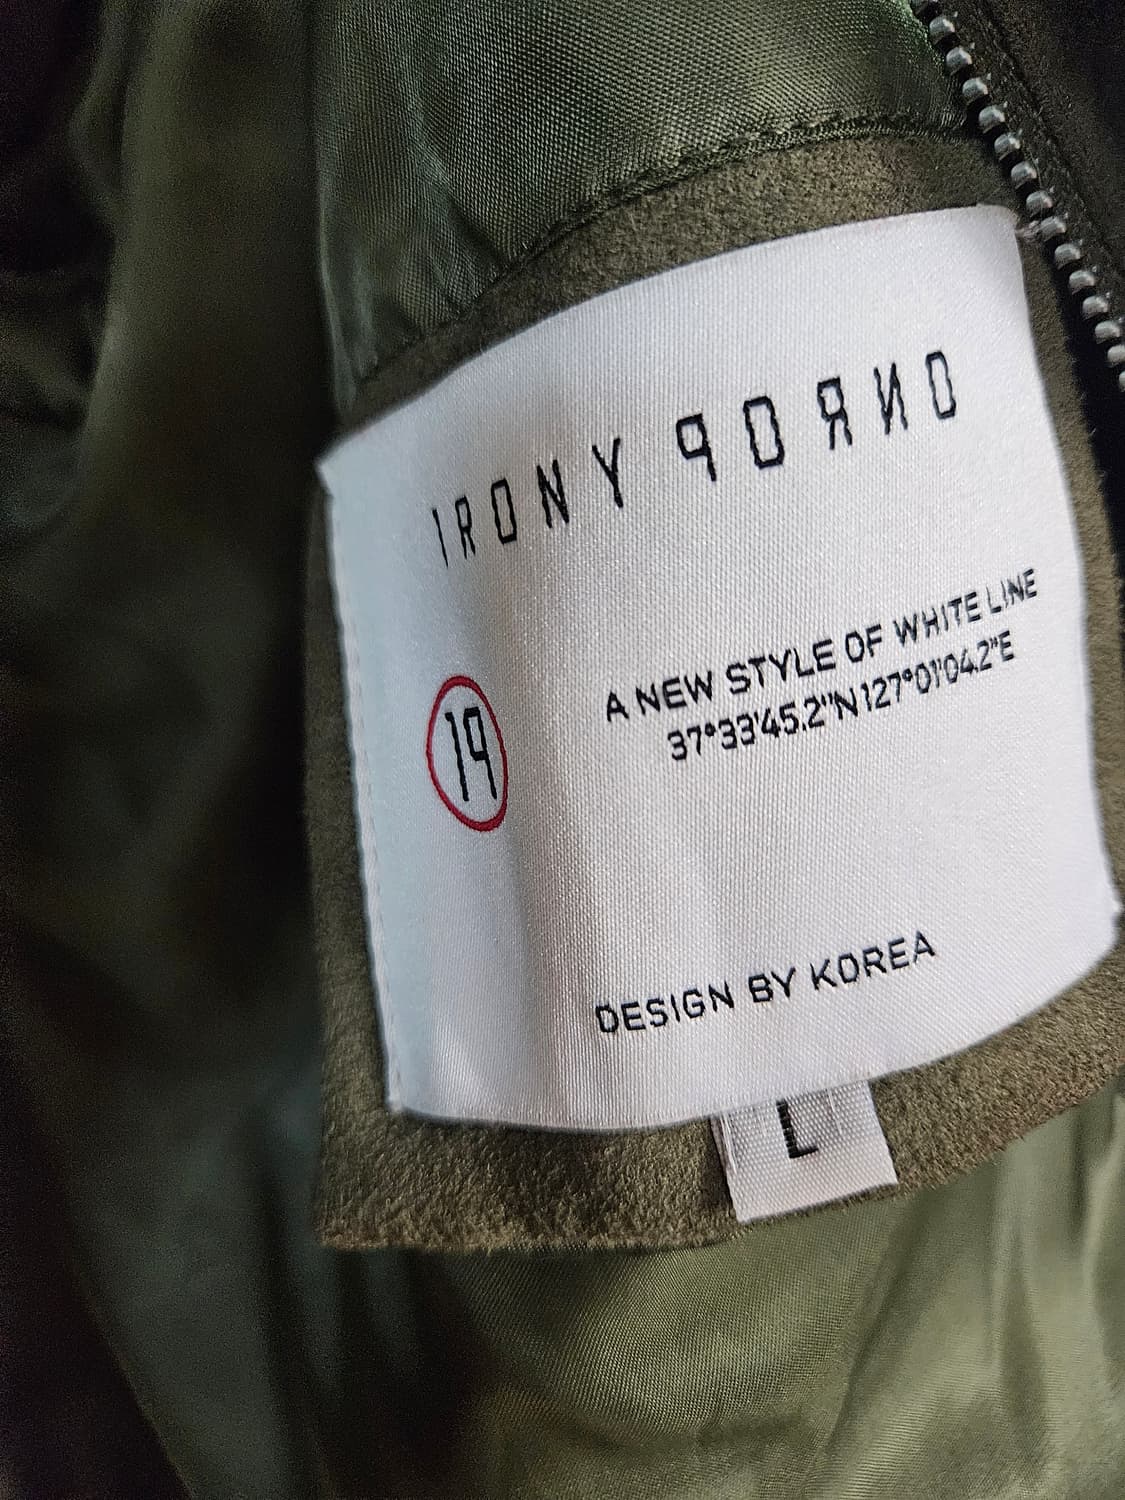 IRONY PORNO
A NEW STYLE OF WHITE LINE
37°33'45.2"N 127°01'04.2"E
19
DESIGN BY KOREA
L